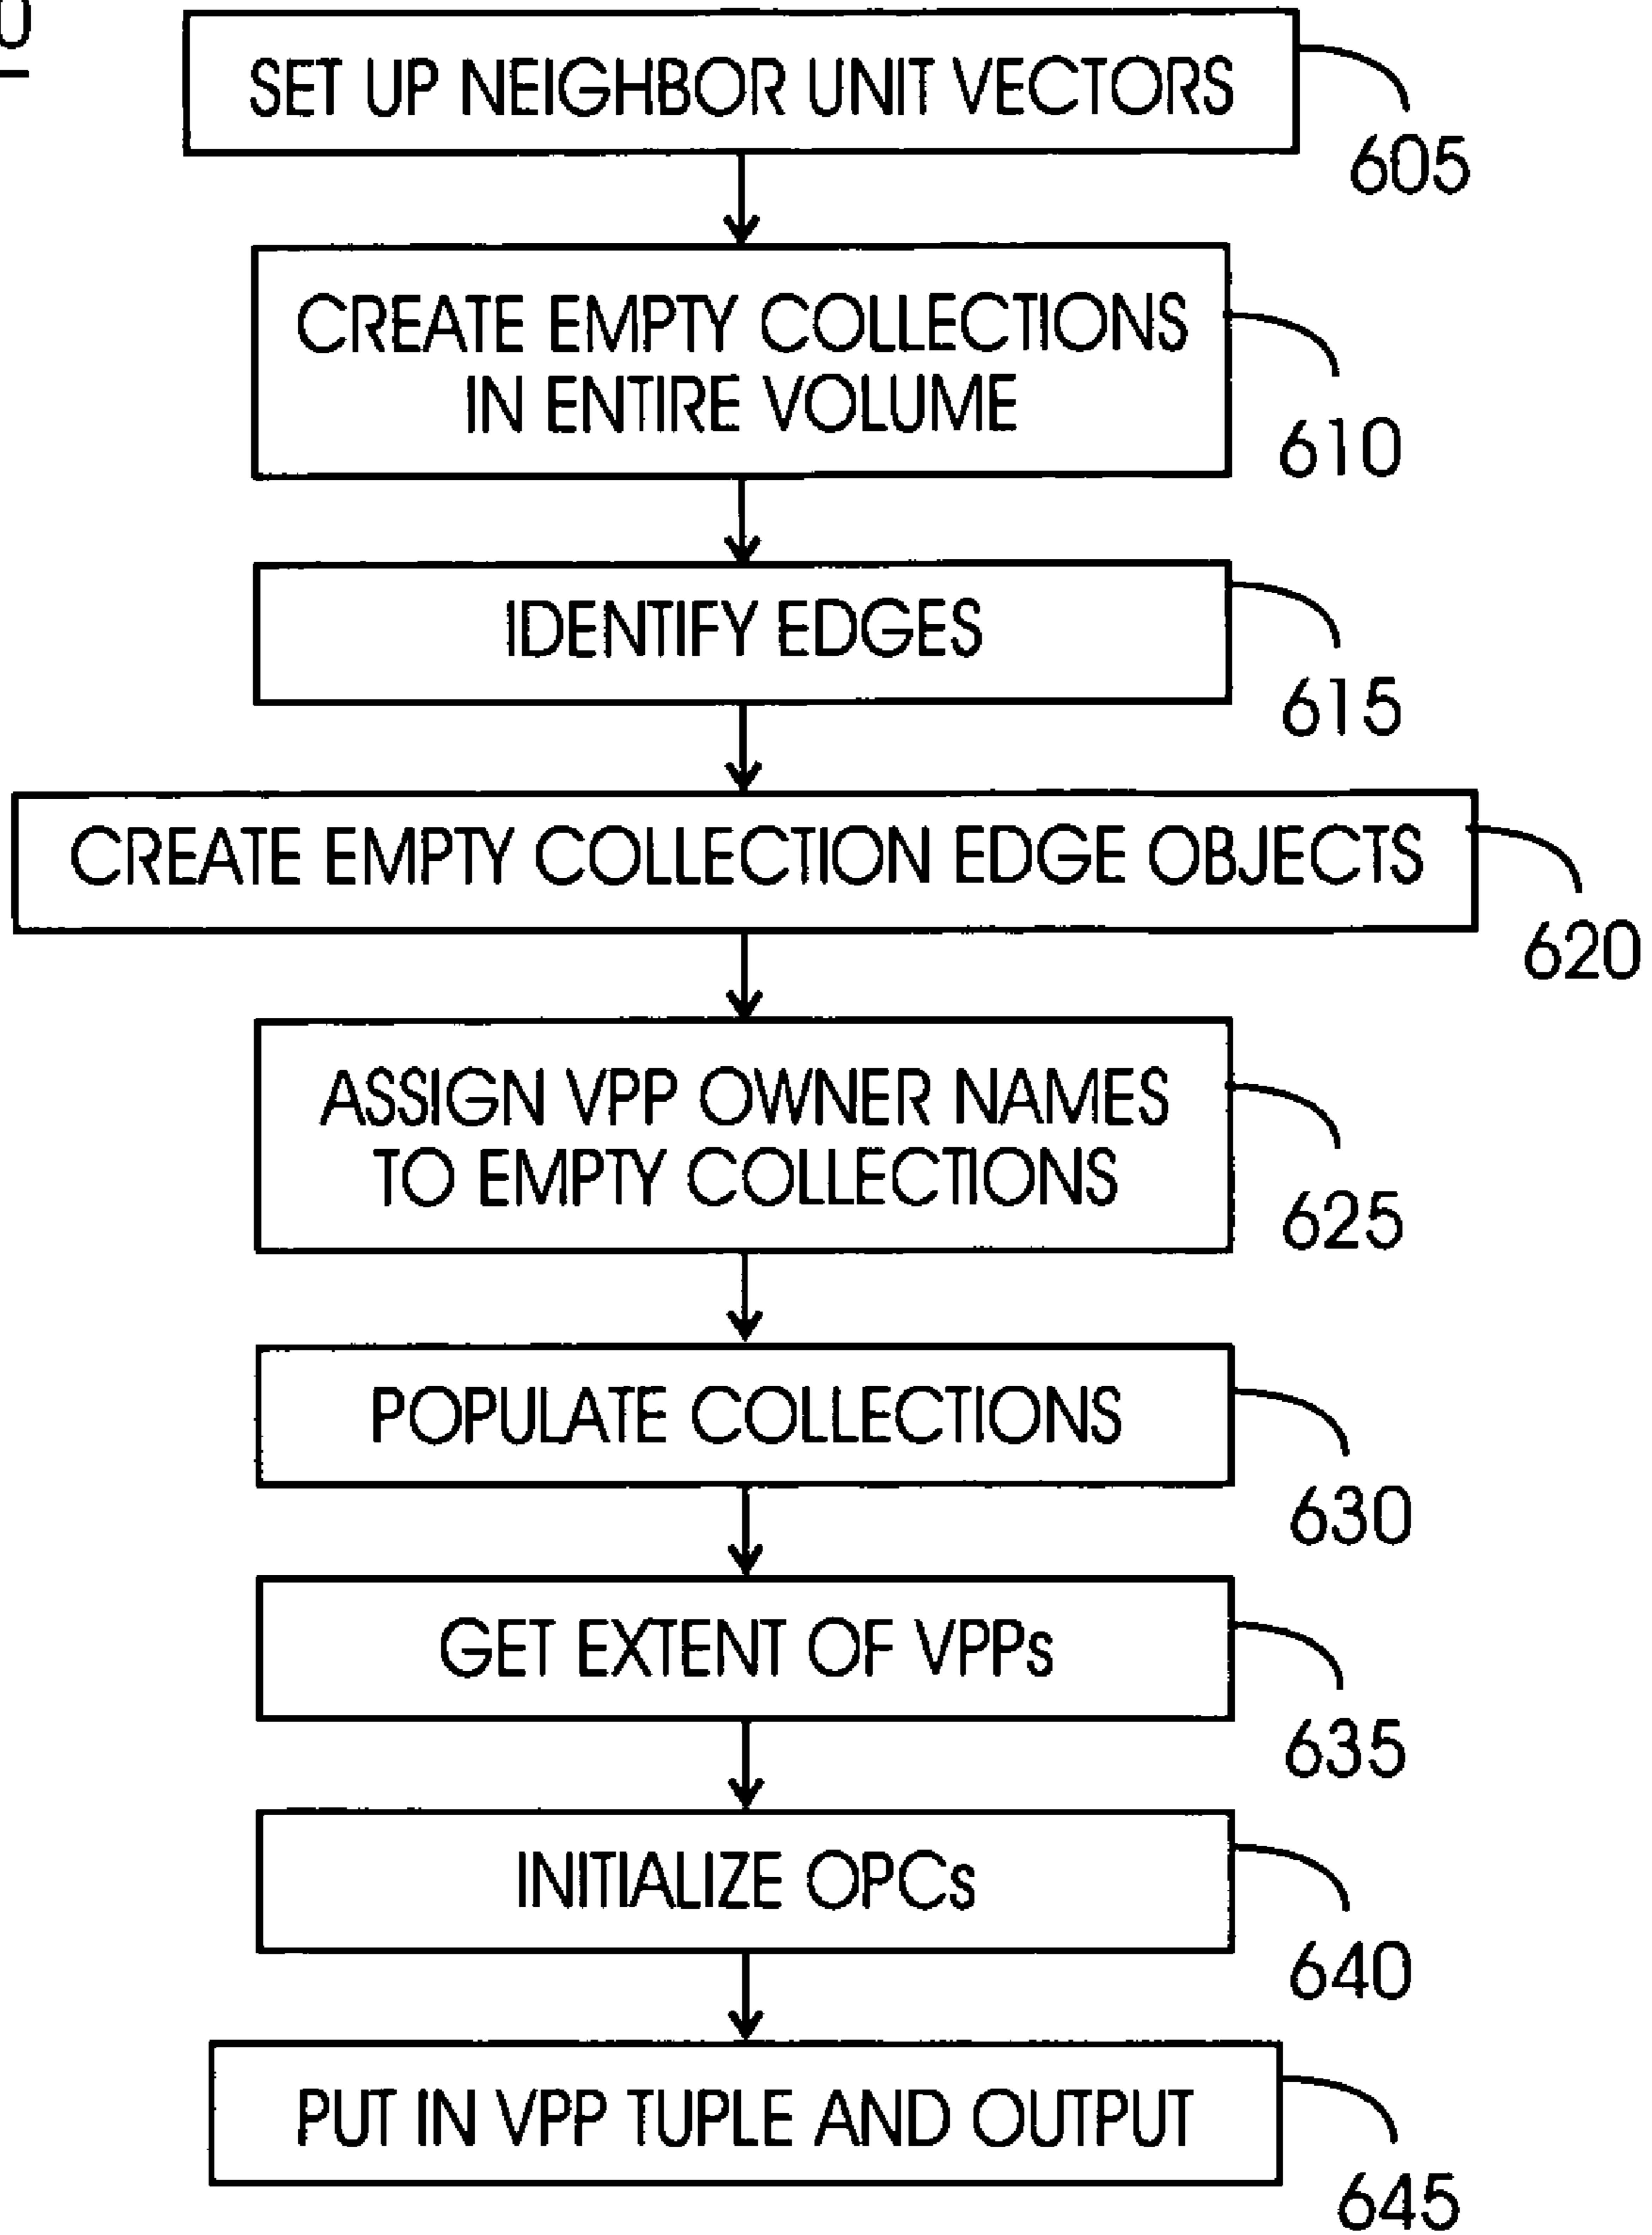 SET UP NEIGHBOR UNIT VECTORS
605
CREATE EMPTY COLLECTIONS
IN ENTIRE VOLUME
610
IDENTIFY EDGES
615
CREATE EMPTY COLLECTION EDGE OBJECTS
620
ASSIGN VPP OWNER NAMES
TO EMPTY COLLECTIONS
625
POPULATE COLLECTIONS
630
GET EXTENT OF VPPs
635
INITIALIZE OPCs
640
PUT IN VPP TUPLE AND OUTPUT
645